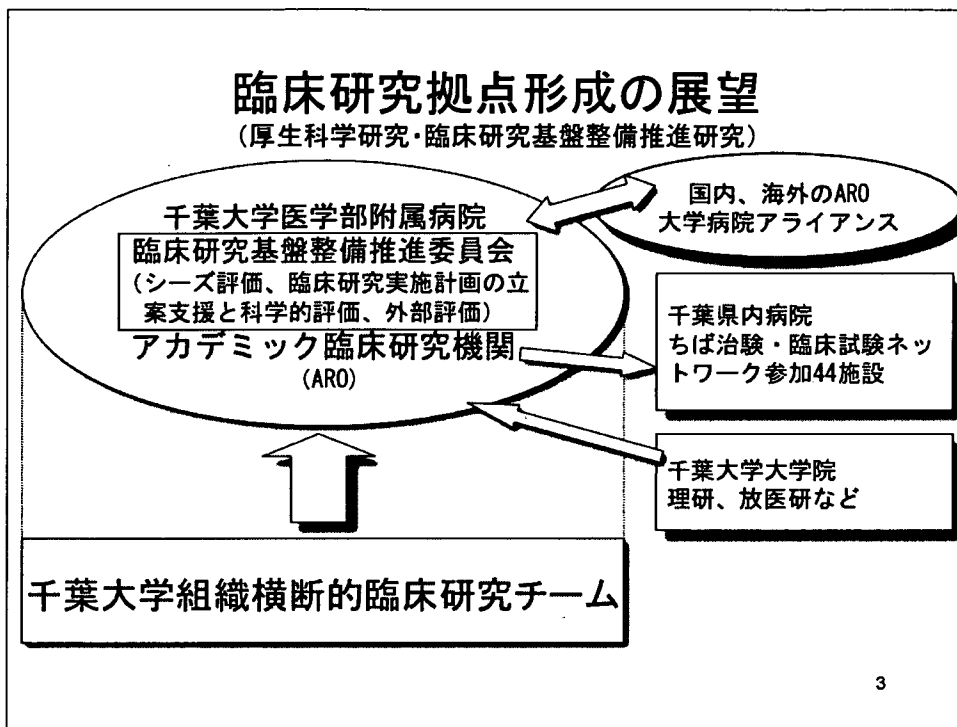 臨床研究拠点形成の展望
(厚生科学研究・臨床研究基盤整備推進研究)
千葉大学医学部附属病院
臨床研究基盤整備推進委員会
(シーズ評価、臨床研究実施計画の立
案支援と科学的評価、外部評価)
アカデミック臨床研究機関
(ARO)
国内、海外のARO
大学病院アライアンス
千葉県内病院
ちば治験・臨床試験ネッ
トワーク参加44施設
千葉大学大学院
理研、放医研など
千葉大学組織横断的臨床研究チーム
3